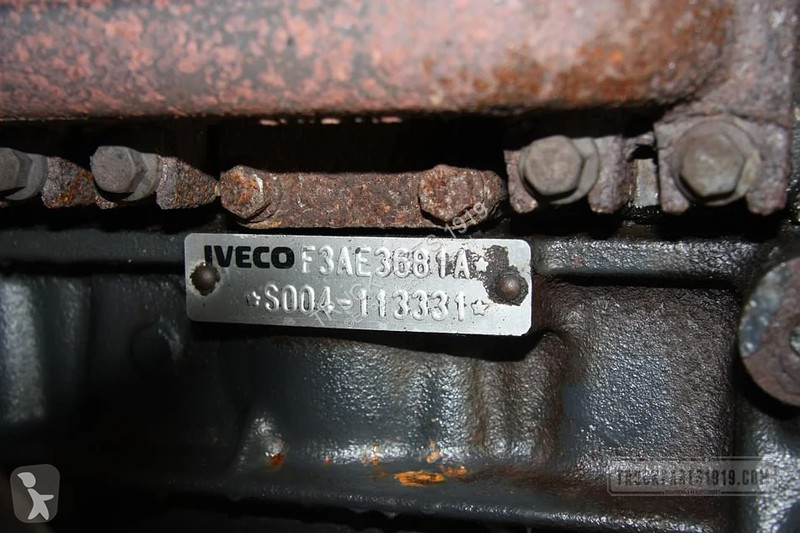 IVECO F3AE3681A
☆S004-113331☆
TRUCKPARTS1919.COM